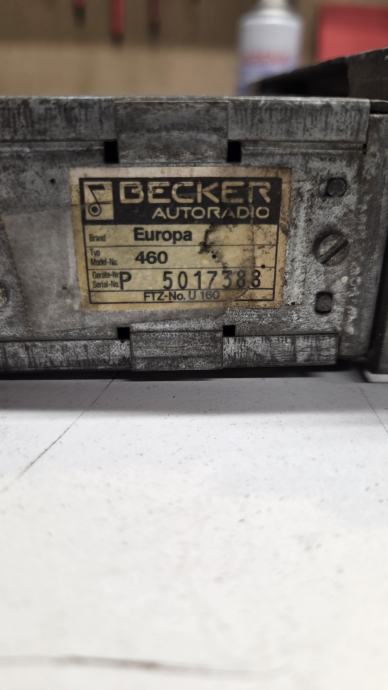 BECKER
AUTORADIO
Brand Europa
Typ
Model-No. 460
Geräte-Nr.
Serial-No. P 5017388
FTZ-No. U 160